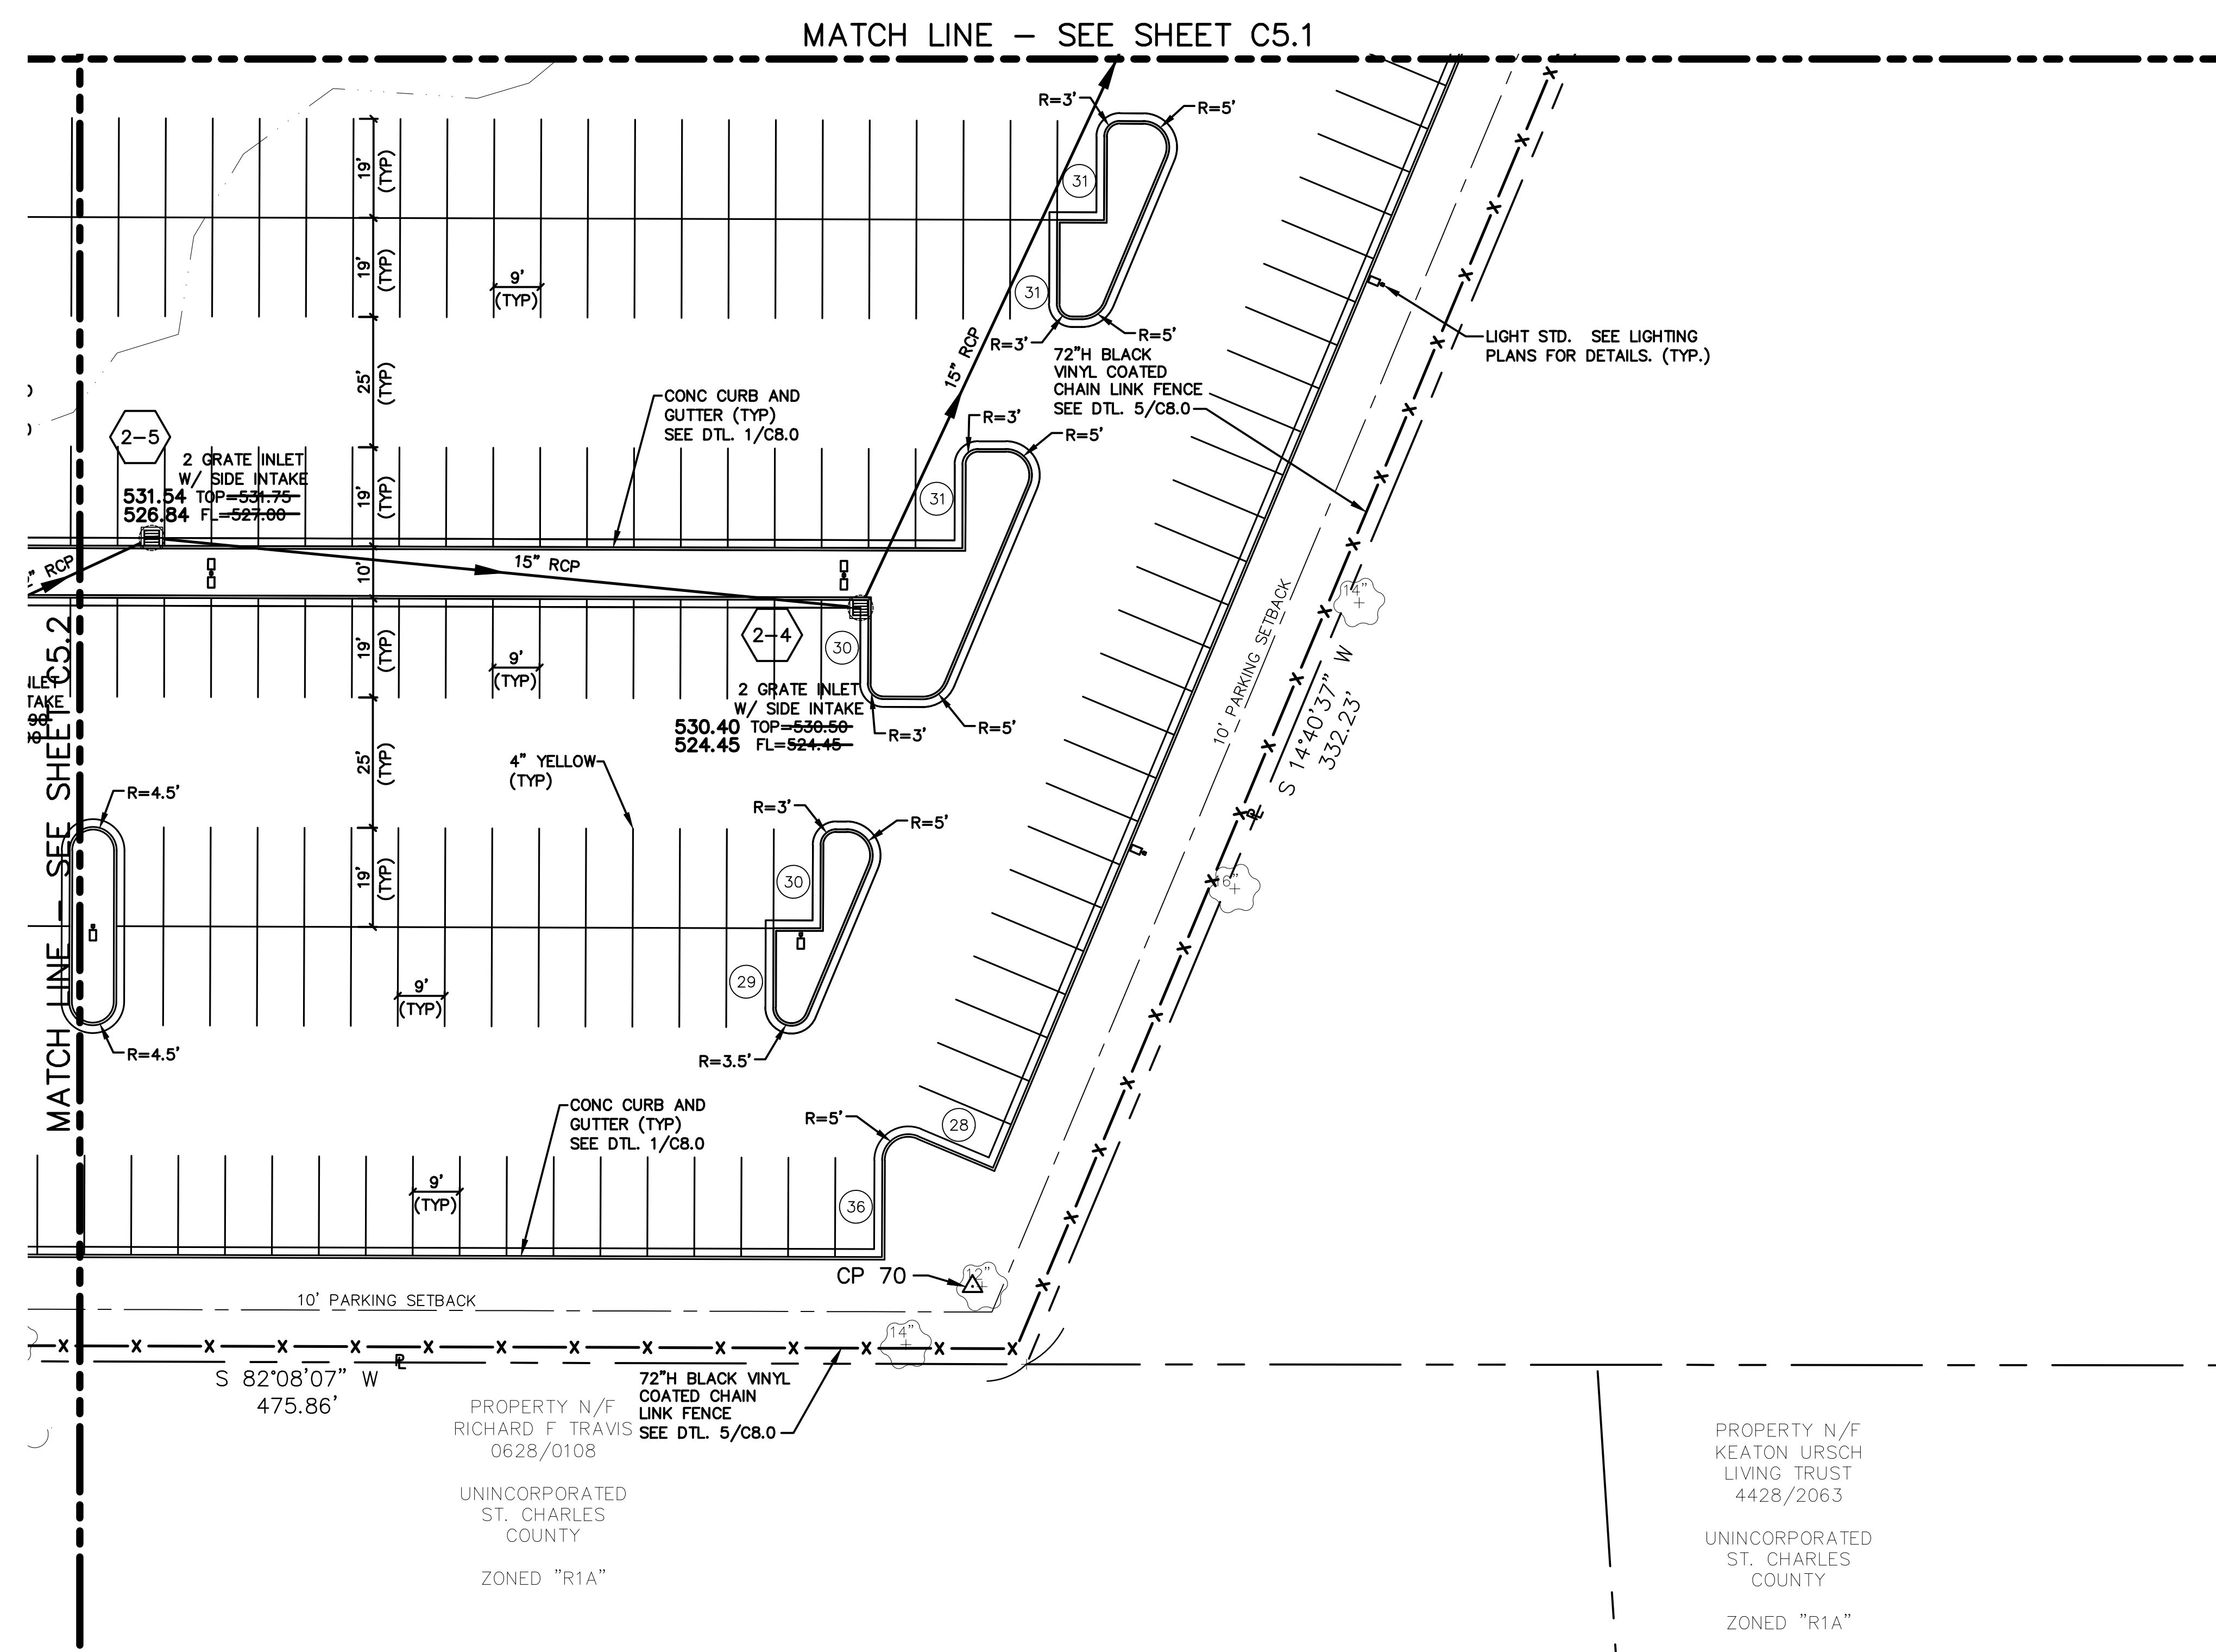 MATCH LINE – SEE SHEET C5.1
R=3'
R=5'
19'
(TYP)
31
19'
(TYP)
9'
(TYP)
31
R=3'
R=5'
LIGHT STD. SEE LIGHTING
PLANS FOR DETAILS. (TYP.)
15" RCP
72"H BLACK
VINYL COATED
CHAIN LINK FENCE
SEE DTL. 5/C8.0
25'
(TYP)
CONC CURB AND
GUTTER (TYP)
SEE DTL. 1/C8.0
R=3'
R=5'
2-5
2 GRATE INLET
W/ SIDE INTAKE
531.54 TOP=531.75
526.84 FL=527.00
19'
(TYP)
31
" RCP
10'
15" RCP
14"
10' PARKING SETBACK
2-4
30
19'
(TYP)
9'
(TYP)
S 14°40'37" W
332.23'
NLET
TAKE
90
2 GRATE INLET
W/ SIDE INTAKE
530.40 TOP=530.50
524.45 FL=524.45
R=3'
R=5'
MATCH LINE – SEE SHEET C5.2
25'
(TYP)
4" YELLOW
(TYP)
R=4.5'
R=3'
R=5'
PL
16"
19'
(TYP)
30
9'
(TYP)
29
R=4.5'
R=3.5'
CONC CURB AND
GUTTER (TYP)
SEE DTL. 1/C8.0
R=5'
28
9'
(TYP)
36
CP 70
12"
10' PARKING SETBACK
14"
PL
S 82°08'07" W
475.86'
72"H BLACK VINYL
COATED CHAIN
LINK FENCE
SEE DTL. 5/C8.0
PROPERTY N/F
RICHARD F TRAVIS
0628/0108
UNINCORPORATED
ST. CHARLES
COUNTY
ZONED "R1A"
PROPERTY N/F
KEATON URSCH
LIVING TRUST
4428/2063
UNINCORPORATED
ST. CHARLES
COUNTY
ZONED "R1A"